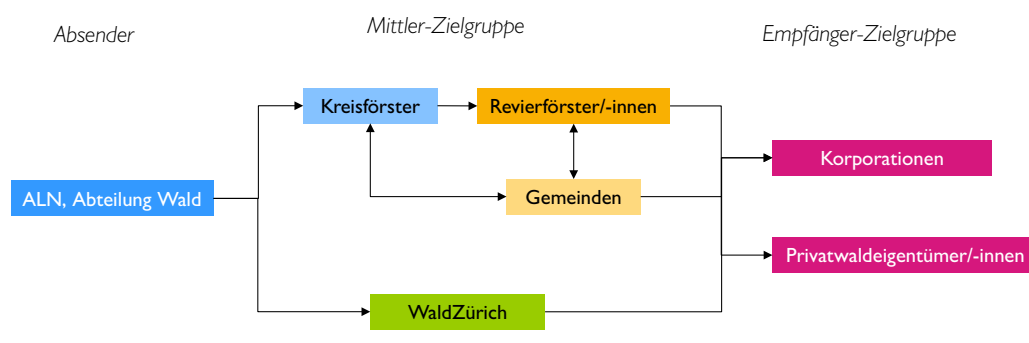 Absender
Mittler-Zielgruppe
Empfänger-Zielgruppe
Kreisförster
Revierförster/-innen
Korporationen
ALN, Abteilung Wald
Gemeinden
Privatwaldeigentümer/-innen
WaldZürich